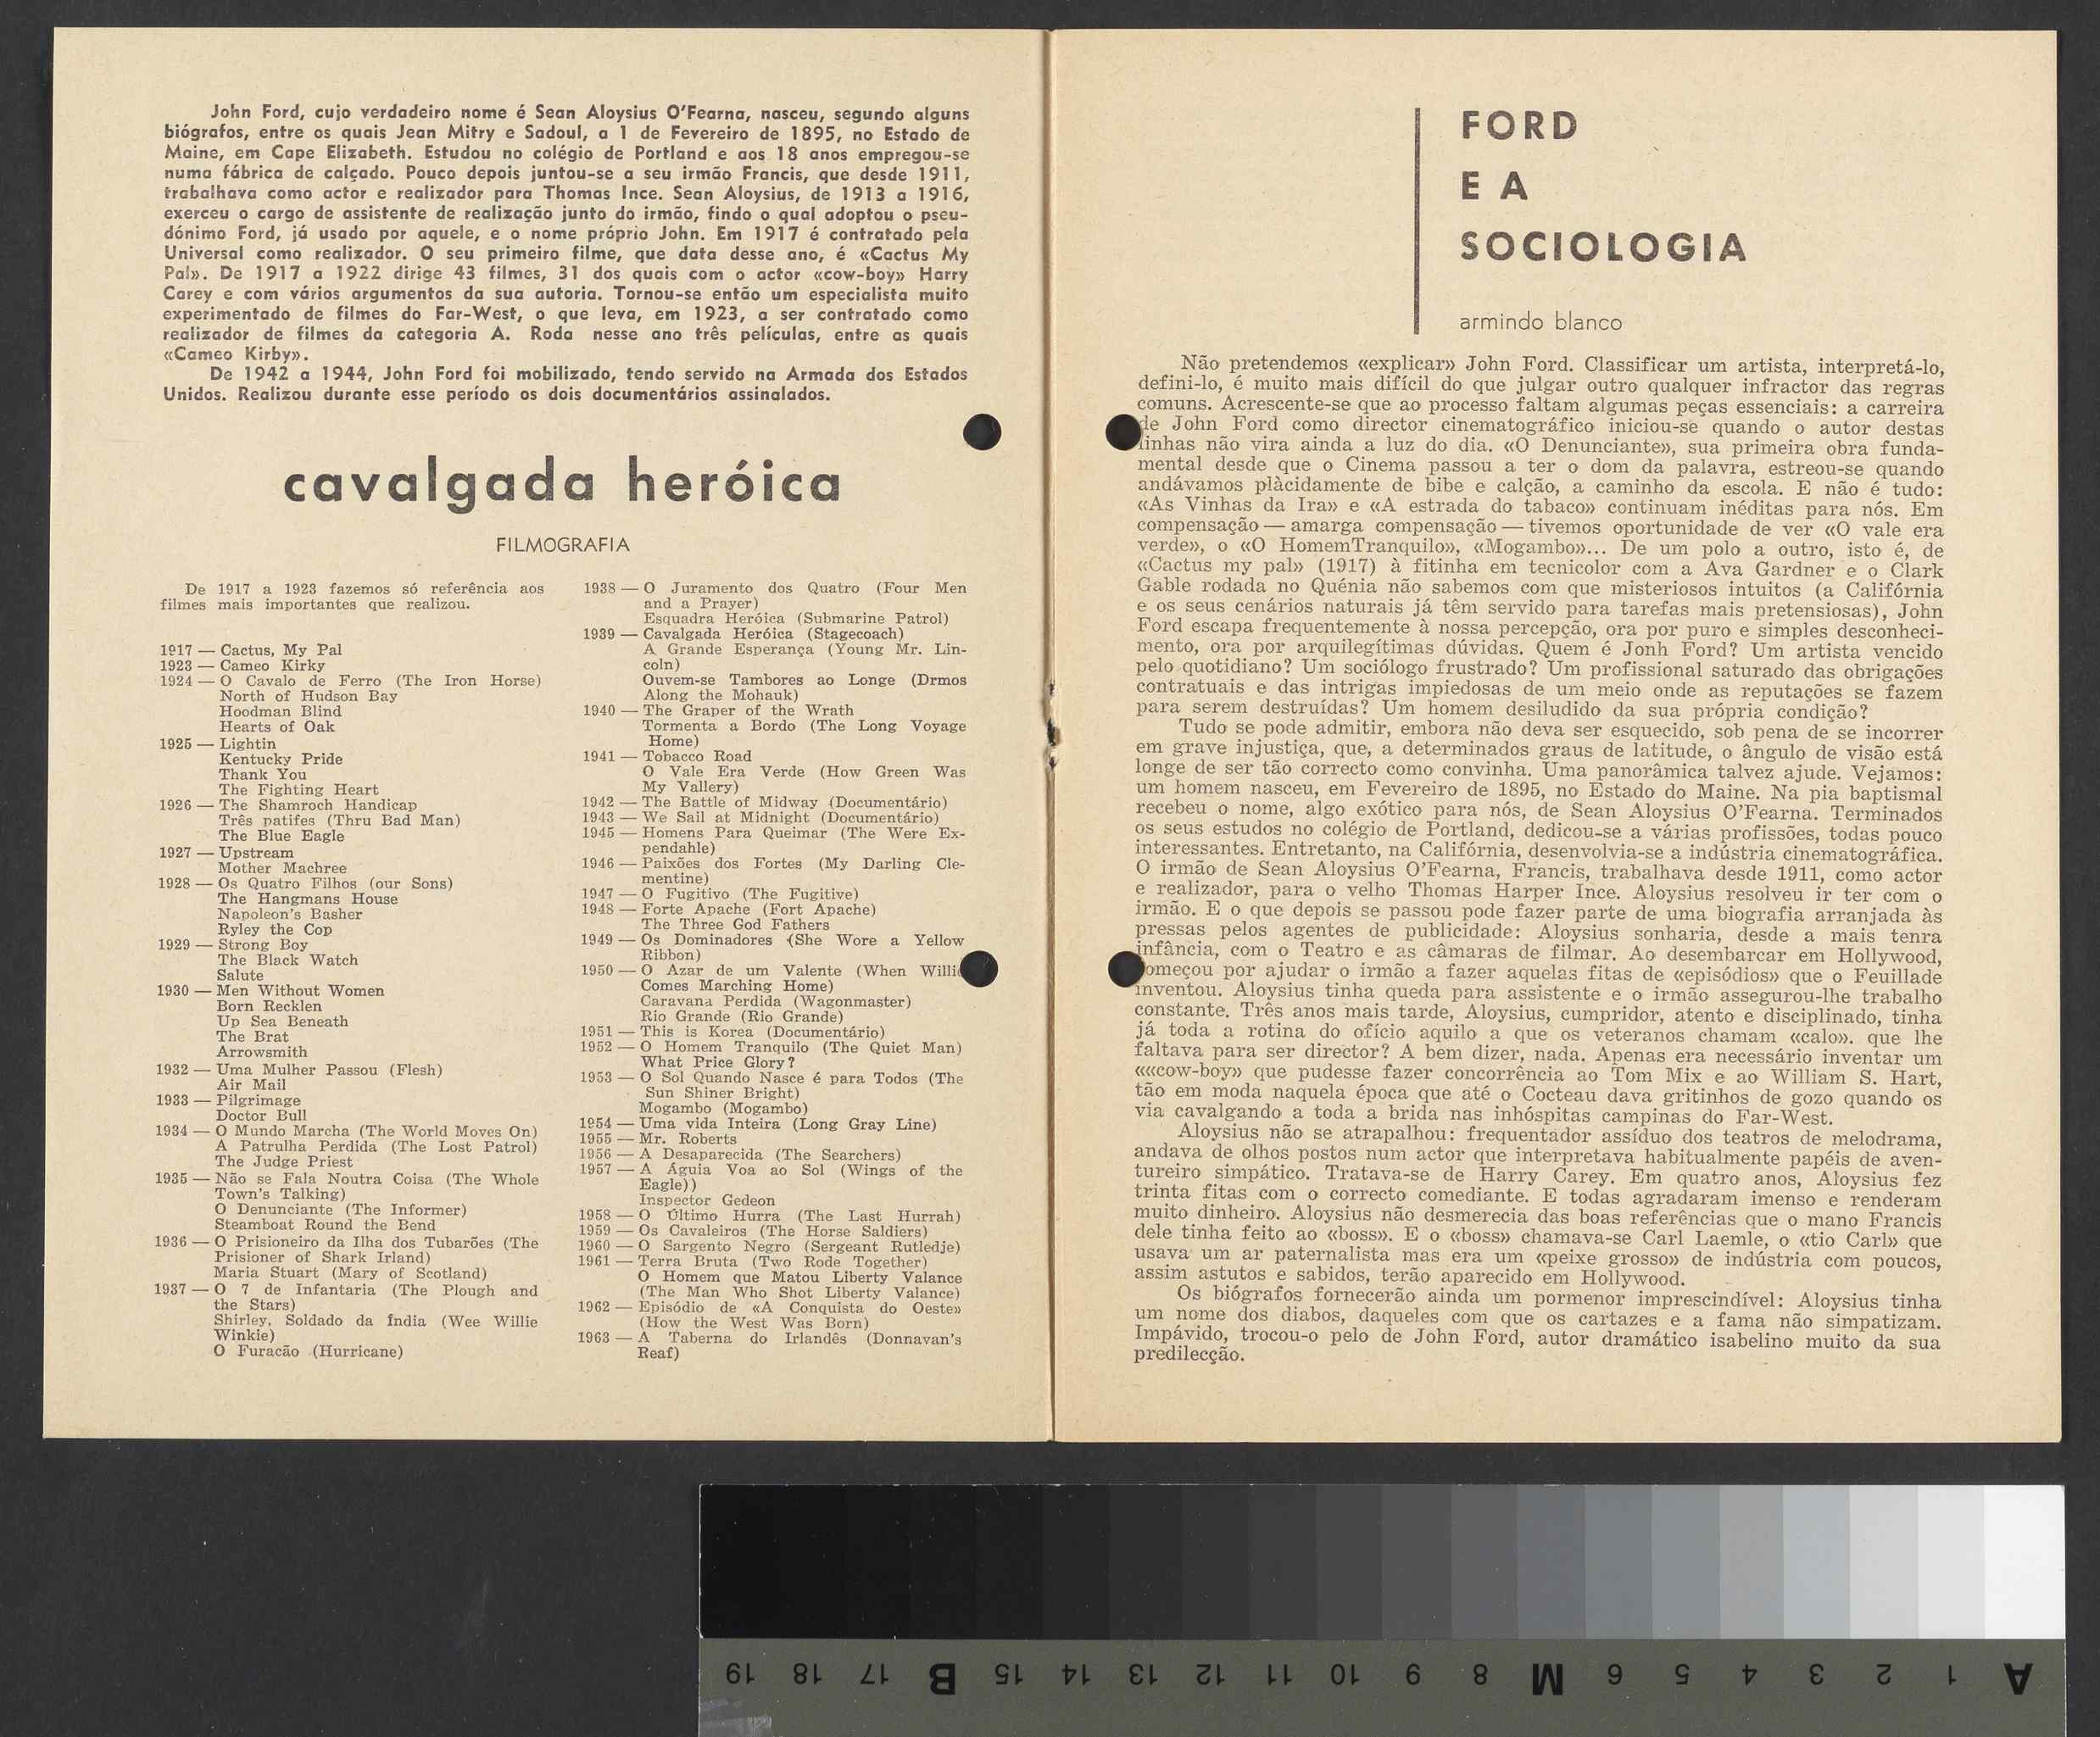 John Ford, cujo verdadeiro nome é Sean Aloysius O'Fearna, nasceu, segundo alguns
biógrafos, entre os quais Jean Mitry e Sadoul, a 1 de Fevereiro de 1895, no Estado de
Maine, em Cape Elizabeth. Estudou no colégio de Portland e aos 18 anos empregou-se
numa fábrica de calçado. Pouco depois juntou-se a seu irmão Francis, que desde 1911,
trabalhava como actor e realizador para Thomas Ince. Sean Aloysius, de 1913 a 1916,
exerceu o cargo de assistente de realização junto do irmão, findo o qual adoptou o pseu-
dónimo Ford, já usado por aquele, e o nome próprio John. Em 1917 é contratado pela
Universal como realizador. O seu primeiro filme, que data desse ano, é «Cactus My
Pal». De 1917 a 1922 dirige 43 filmes, 31 dos quais com o actor «cow-boy» Harry
Carey e com vários argumentos da sua autoria. Tornou-se então um especialista muito
experimentado de filmes do Far-West, o que leva, em 1923, a ser contratado como
realizador de filmes da categoria A. Roda nesse ano três películas, entre as quais
«Cameo Kirby».
De 1942 a 1944, John Ford foi mobilizado, tendo servido na Armada dos Estados
Unidos. Realizou durante esse período os dois documentários assinalados.
cavalgada heróica
FILMOGRAFIA
De 1917 a 1923 fazemos só referência aos
filmes mais importantes que realizou.
1917 — Cactus, My Pal
1923 — Cameo Kirky
1924 — O Cavalo de Ferro (The Iron Horse)
North of Hudson Bay
Hoodman Blind
Hearts of Oak
1925 — Lightin
Kentucky Pride
Thank You
The Fighting Heart
1926 — The Shamroch Handicap
Três patifes (Thru Bad Man)
The Blue Eagle
1927 — Upstream
Mother Machree
1928 — Os Quatro Filhos (our Sons)
The Hangmans House
Napoleon's Basher
Ryley the Cop
1929 — Strong Boy
The Black Watch
Salute
1930 — Men Without Women
Born Recklen
Up Sea Beneath
The Brat
Arrowsmith
1932 — Uma Mulher Passou (Flesh)
Air Mail
1933 — Pilgrimage
Doctor Bull
1934 — O Mundo Marcha (The World Moves On)
A Patrulha Perdida (The Lost Patrol)
The Judge Priest
1935 — Não se Fala Noutra Coisa (The Whole
Town's Talking)
O Denunciante (The Informer)
Steamboat Round the Bend
1936 — O Prisioneiro da Ilha dos Tubarões (The
Prisioner of Shark Irland)
Maria Stuart (Mary of Scotland)
1937 — O 7 de Infantaria (The Plough and
the Stars)
Shirley, Soldado da Índia (Wee Willie
Winkie)
O Furacão (Hurricane)
1938 — O Juramento dos Quatro (Four Men
and a Prayer)
Esquadra Heróica (Submarine Patrol)
1939 — Cavalgada Heróica (Stagecoach)
A Grande Esperança (Young Mr. Lin-
coln)
Ouvem-se Tambores ao Longe (Drmos
Along the Mohauk)
1940 — The Graper of the Wrath
Tormenta a Bordo (The Long Voyage
Home)
1941 — Tobacco Road
O Vale Era Verde (How Green Was
My Vallery)
1942 — The Battle of Midway (Documentário)
1943 — We Sail at Midnight (Documentário)
1945 — Homens Para Queimar (The Were Ex-
pendahle)
1946 — Paixões dos Fortes (My Darling Cle-
mentine)
1947 — O Fugitivo (The Fugitive)
1948 — Forte Apache (Fort Apache)
The Three God Fathers
1949 — Os Dominadores (She Wore a Yellow
Ribbon)
1950 — O Azar de um Valente (When Willi
Comes Marching Home)
Caravana Perdida (Wagonmaster)
Rio Grande (Rio Grande)
1951 — This is Korea (Documentário)
1952 — O Homem Tranquilo (The Quiet Man)
What Price Glory?
1953 — O Sol Quando Nasce é para Todos (The
Sun Shiner Bright)
Mogambo (Mogambo)
1954 — Uma vida Inteira (Long Gray Line)
1955 — Mr. Roberts
1956 — A Desaparecida (The Searchers)
1957 — A Águia Voa ao Sol (Wings of the
Eagle))
Inspector Gedeon
1958 — O Último Hurra (The Last Hurrah)
1959 — Os Cavaleiros (The Horse Saldiers)
1960 — O Sargento Negro (Sergeant Rutledje)
1961 — Terra Bruta (Two Rode Together)
O Homem que Matou Liberty Valance
(The Man Who Shot Liberty Valance)
1962 — Episódio de «A Conquista do Oeste»
(How the West Was Born)
1963 — A Taberna do Irlandês (Donnavan's
Reaf)
FORD
E A
SOCIOLOGIA
armindo blanco
Não pretendemos «explicar» John Ford. Classificar um artista, interpretá-lo,
defini-lo, é muito mais difícil do que julgar outro qualquer infractor das regras
comuns. Acrescente-se que ao processo faltam algumas peças essenciais: a carreira
de John Ford como director cinematográfico iniciou-se quando o autor destas
linhas não vira ainda a luz do dia. «O Denunciante», sua primeira obra funda-
mental desde que o Cinema passou a ter o dom da palavra, estreou-se quando
andávamos plàcidamente de bibe e calção, a caminho da escola. E não é tudo:
«As Vinhas da Ira» e «A estrada do tabaco» continuam inéditas para nós. Em
compensação — amarga compensação — tivemos oportunidade de ver «O vale era
verde», o «O HomemTranquilo», «Mogambo»... De um polo a outro, isto é, de
«Cactus my pal» (1917) à fitinha em tecnicolor com a Ava Gardner e o Clark
Gable rodada no Quénia não sabemos com que misteriosos intuitos (a Califórnia
e os seus cenários naturais já têm servido para tarefas mais pretensiosas), John
Ford escapa frequentemente à nossa percepção, ora por puro e simples desconheci-
mento, ora por arquilegítimas dúvidas. Quem é Jonh Ford? Um artista vencido
pelo quotidiano? Um sociólogo frustrado? Um profissional saturado das obrigações
contratuais e das intrigas impiedosas de um meio onde as reputações se fazem
para serem destruídas? Um homem desiludido da sua própria condição?
Tudo se pode admitir, embora não deva ser esquecido, sob pena de se incorrer
em grave injustiça, que, a determinados graus de latitude, o ângulo de visão está
longe de ser tão correcto como convinha. Uma panorâmica talvez ajude. Vejamos:
um homem nasceu, em Fevereiro de 1895, no Estado do Maine. Na pia baptismal
recebeu o nome, algo exótico para nós, de Sean Aloysius O'Fearna. Terminados
os seus estudos no colégio de Portland, dedicou-se a várias profissões, todas pouco
interessantes. Entretanto, na Califórnia, desenvolvia-se a indústria cinematográfica.
O irmão de Sean Aloysius O'Fearna, Francis, trabalhava desde 1911, como actor
e realizador, para o velho Thomas Harper Ince. Aloysius resolveu ir ter com o
irmão. E o que depois se passou pode fazer parte de uma biografia arranjada às
pressas pelos agentes de publicidade: Aloysius sonharia, desde a mais tenra
infância, com o Teatro e as câmaras de filmar. Ao desembarcar em Hollywood,
omeçou por ajudar o irmão a fazer aquelas fitas de «episódios» que o Feuillade
inventou. Aloysius tinha queda para assistente e o irmão assegurou-lhe trabalho
constante. Três anos mais tarde, Aloysius, cumpridor, atento e disciplinado, tinha
já toda a rotina do ofício aquilo a que os veteranos chamam «calo». que lhe
faltava para ser director? A bem dizer, nada. Apenas era necessário inventar um
«««cow-boy» que pudesse fazer concorrência ao Tom Mix e ao William S. Hart,
tão em moda naquela época que até o Cocteau dava gritinhos de gozo quando os
via cavalgando a toda a brida nas inhóspitas campinas do Far-West.
Aloysius não se atrapalhou: frequentador assíduo dos teatros de melodrama,
andava de olhos postos num actor que interpretava habitualmente papéis de aven-
tureiro simpático. Tratava-se de Harry Carey. Em quatro anos, Aloysius fez
trinta fitas com o correcto comediante. E todas agradaram imenso e renderam
muito dinheiro. Aloysius não desmerecia das boas referências que o mano Francis
dele tinha feito ao «boss». E o «boss» chamava-se Carl Laemle, o «tio Carl» que
usava um ar paternalista mas era um «peixe grosso» de indústria com poucos,
assim astutos e sabidos, terão aparecido em Hollywood.
Os biógrafos fornecerão ainda um pormenor imprescindível: Aloysius tinha
um nome dos diabos, daqueles com que os cartazes e a fama não simpatizam.
Impávido, trocou-o pelo de John Ford, autor dramático isabelino muito da sua
predilecção.
A 1 2 3 4 5 6 M 8 9 10 11 12 13 14 15 B 17 18 19